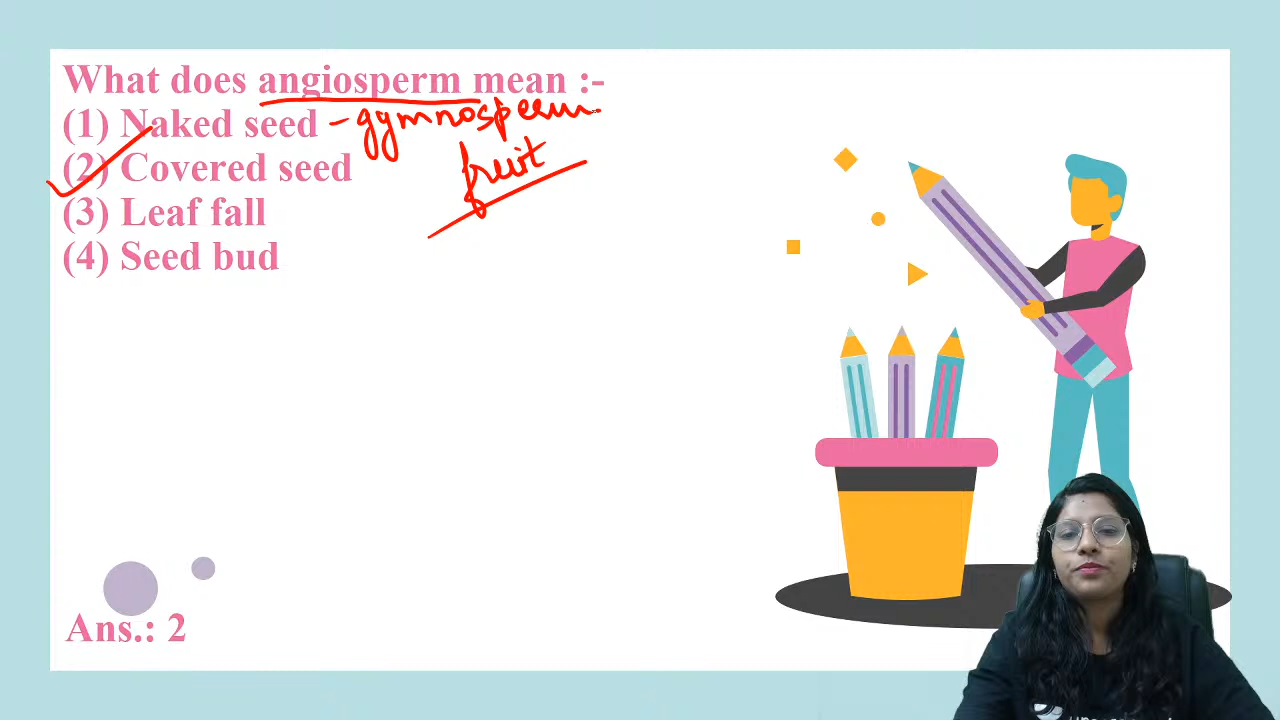 What does angiosperm mean :-
(1) Naked seed - gymnosperm
fruit
(2) Covered seed
(3) Leaf fall
(4) Seed bud
Ans.: 2